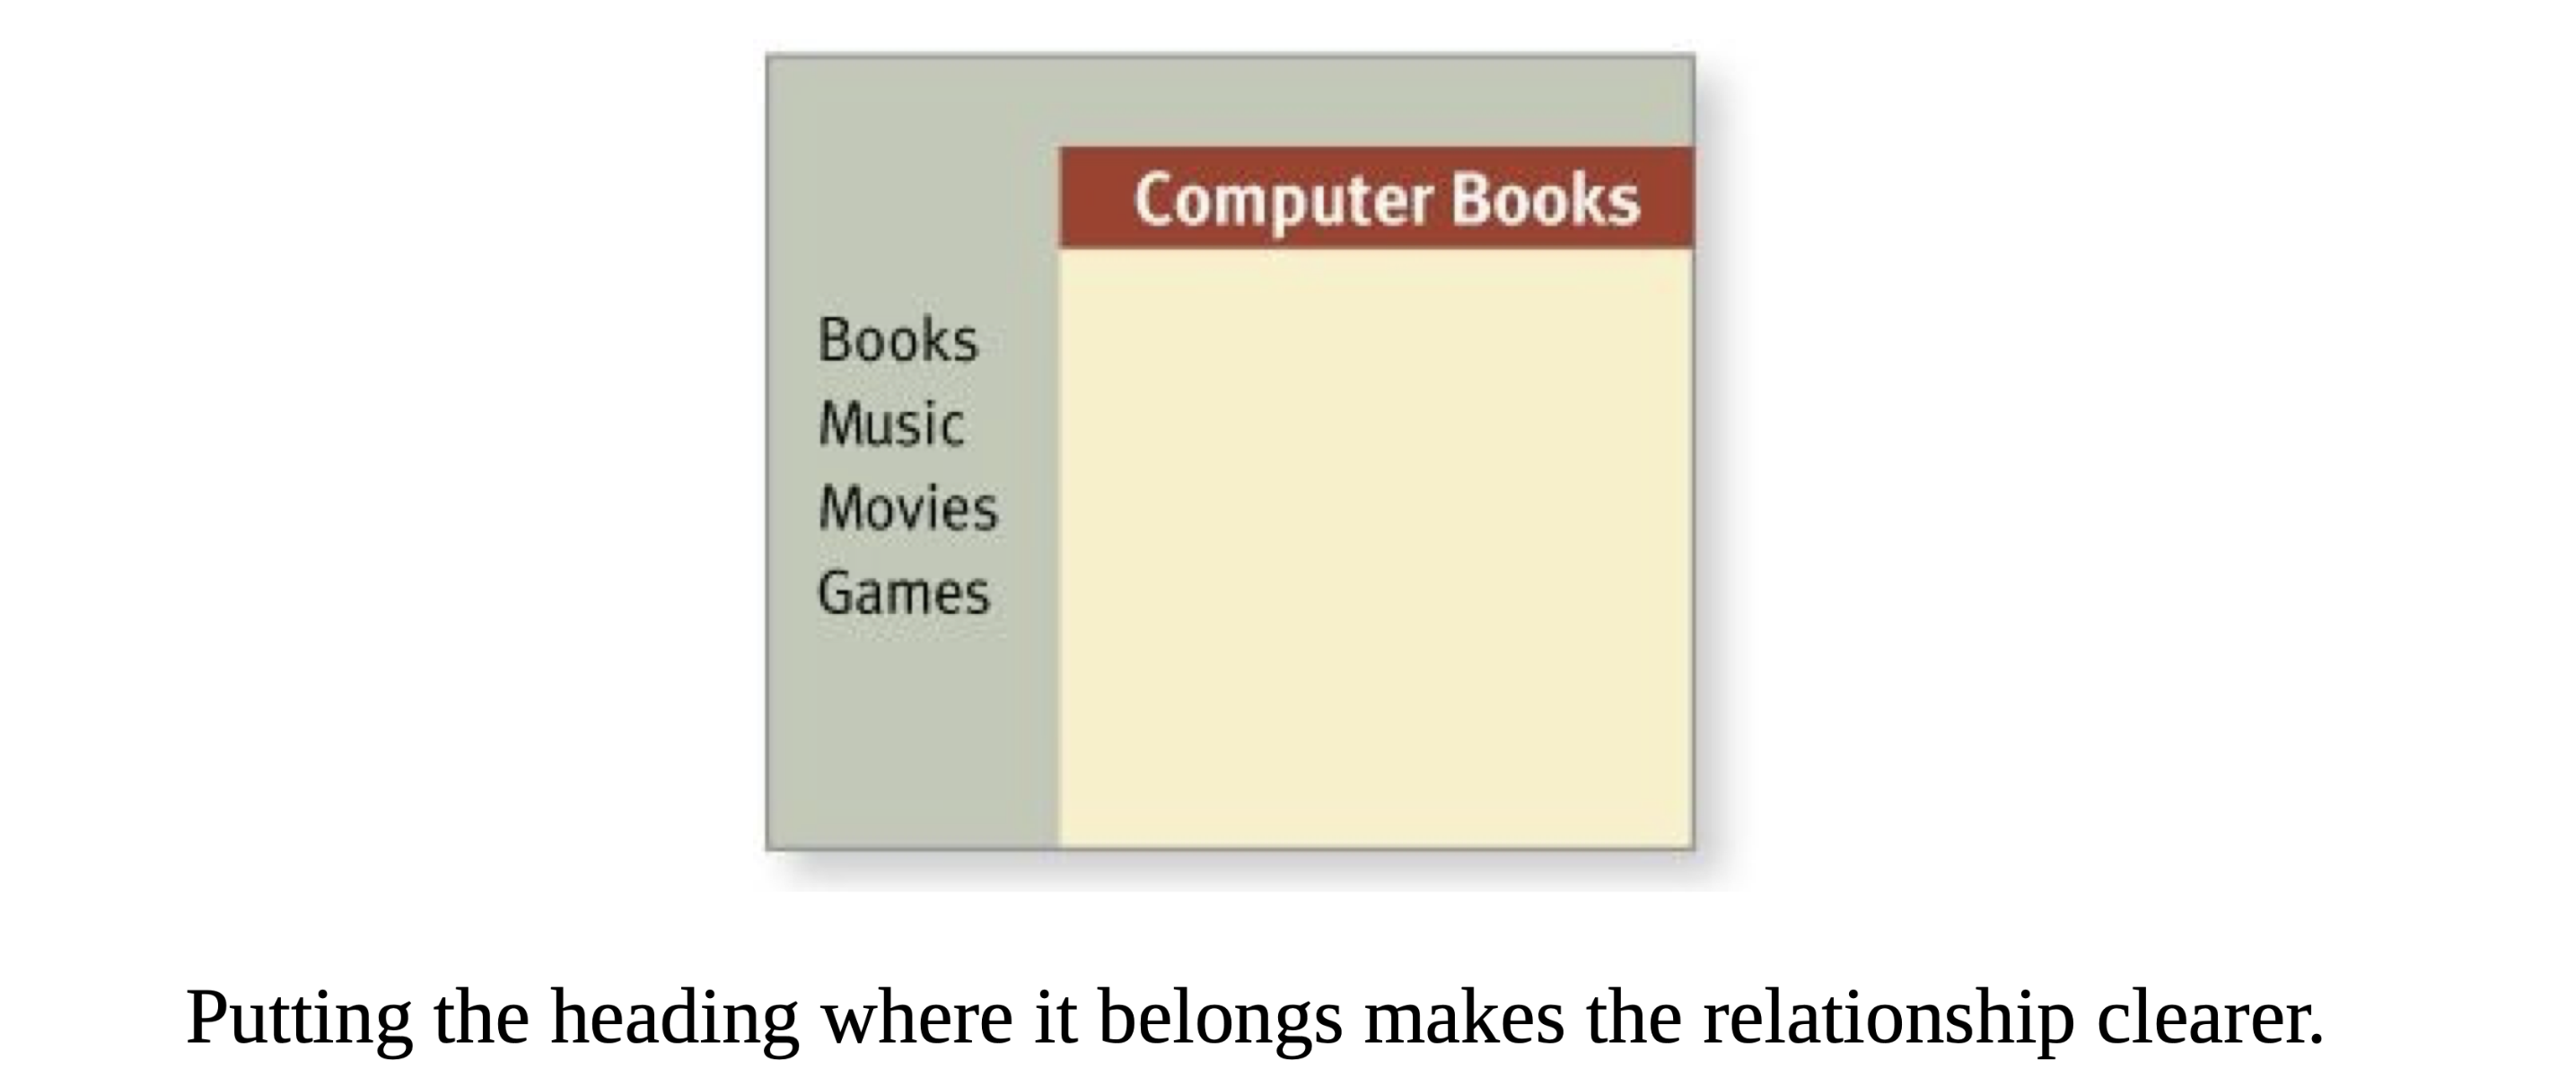 Computer Books
Books
Music
Movies
Games
Putting the heading where it belongs makes the relationship clearer.